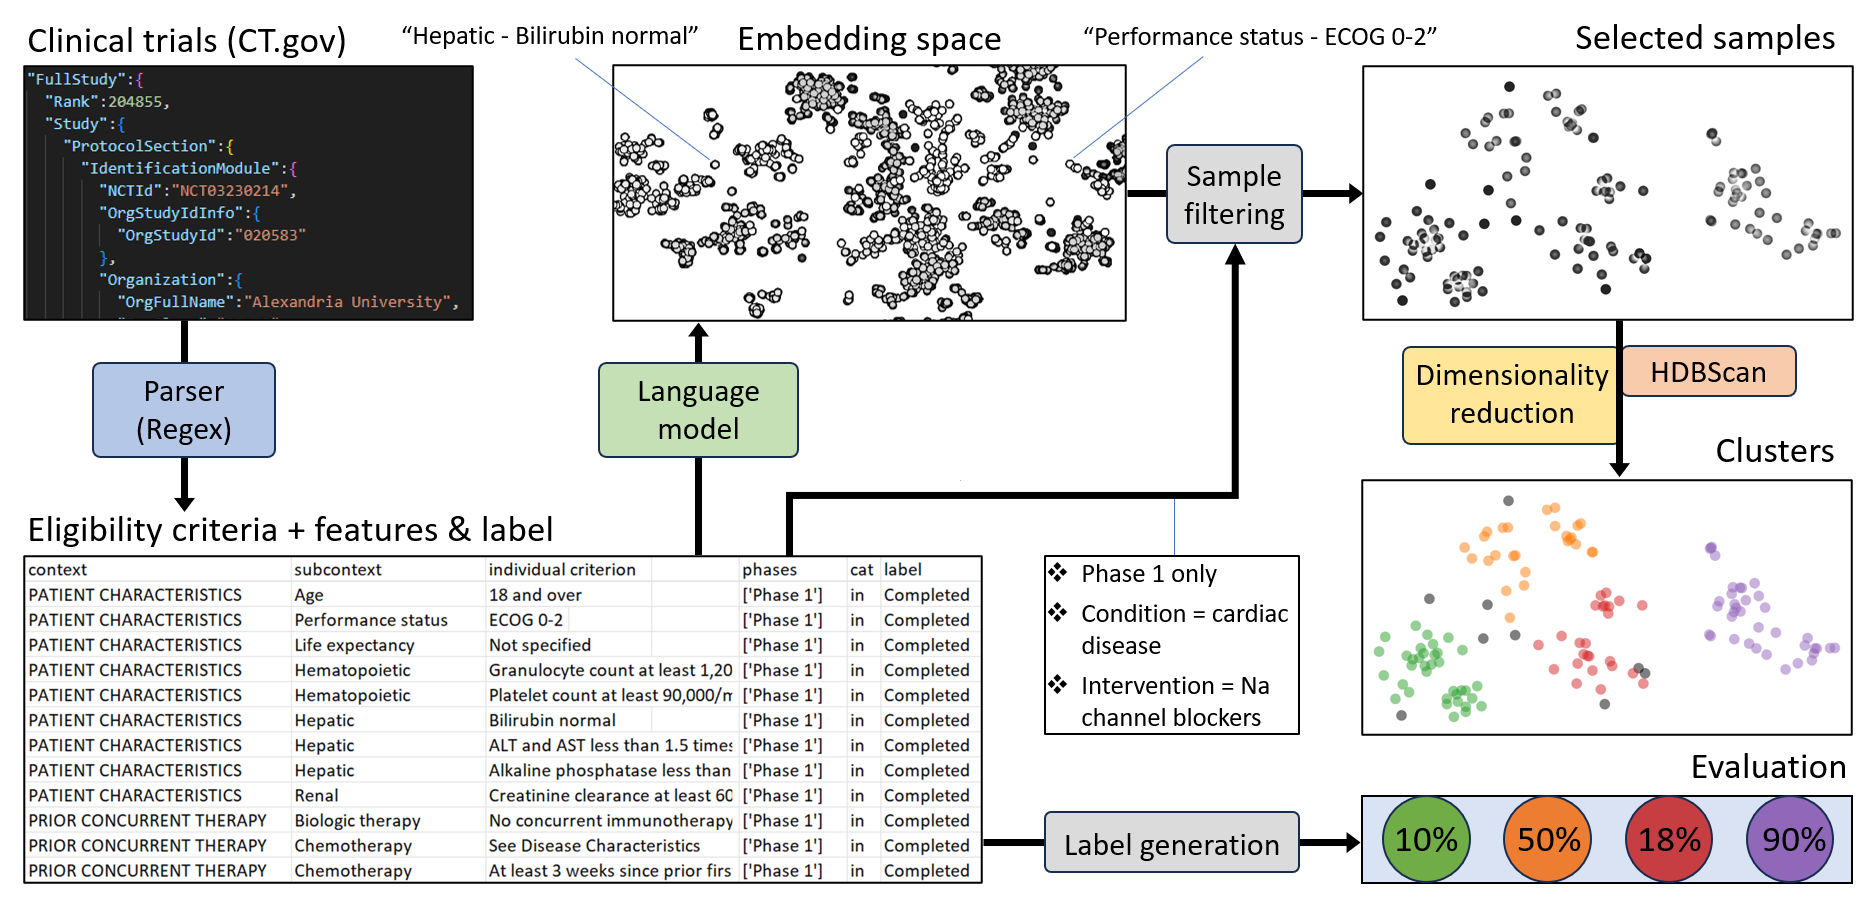 Clinical trials (CT.gov)
“Hepatic - Bilirubin normal”
Embedding space
“Performance status - ECOG 0-2”
Selected samples
"FullStudy":{
"Rank":204855,
"Study":{
"ProtocolSection":{
"IdentificationModule":{
"NCTId":"NCT03230214",
"OrgStudyIdInfo":{
"OrgStudyId":"020583"
},
"Organization":{
"OrgFullName":"Alexandria University",
Sample
filtering
Parser
(Regex)
Language
model
Dimensionality
reduction
HDBScan
Clusters
Eligibility criteria + features & label
context subcontext individual criterion phases cat label
PATIENT CHARACTERISTICS Age 18 and over ['Phase 1'] in Completed
PATIENT CHARACTERISTICS Performance status ECOG 0-2 ['Phase 1'] in Completed
PATIENT CHARACTERISTICS Life expectancy Not specified ['Phase 1'] in Completed
PATIENT CHARACTERISTICS Hematopoietic Granulocyte count at least 1,20 ['Phase 1'] in Completed
PATIENT CHARACTERISTICS Hematopoietic Platelet count at least 90,000/m ['Phase 1'] in Completed
PATIENT CHARACTERISTICS Hepatic Bilirubin normal ['Phase 1'] in Completed
PATIENT CHARACTERISTICS Hepatic ALT and AST less than 1.5 times ['Phase 1'] in Completed
PATIENT CHARACTERISTICS Hepatic Alkaline phosphatase less than ['Phase 1'] in Completed
PATIENT CHARACTERISTICS Renal Creatinine clearance at least 60 ['Phase 1'] in Completed
PRIOR CONCURRENT THERAPY Biologic therapy No concurrent immunotherapy ['Phase 1'] in Completed
PRIOR CONCURRENT THERAPY Chemotherapy See Disease Characteristics ['Phase 1'] in Completed
PRIOR CONCURRENT THERAPY Chemotherapy At least 3 weeks since prior firs ['Phase 1'] in Completed
❖ Phase 1 only
❖ Condition = cardiac
disease
❖ Intervention = Na
channel blockers
Label generation
Evaluation
10% 50% 18% 90%